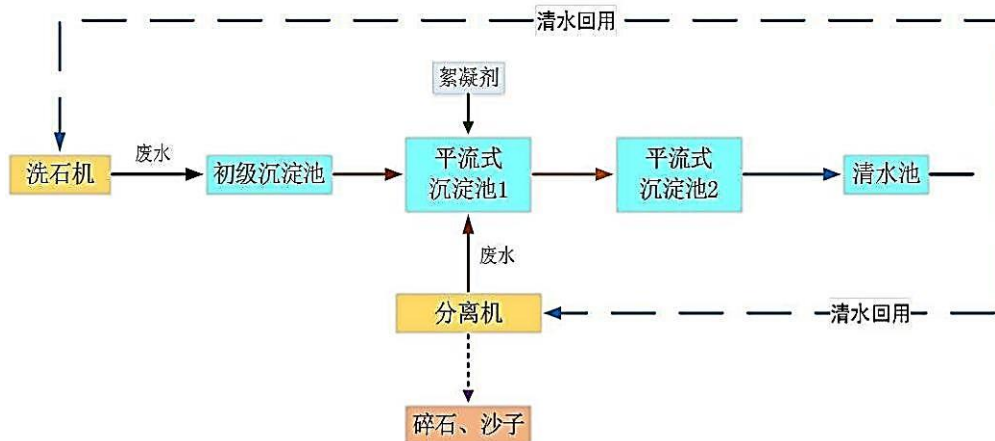 清水回用
絮凝剂
洗石机
废水
初级沉淀池
平流式
沉淀池1
平流式
沉淀池2
清水池
废水
分离机
清水回用
碎石、沙子